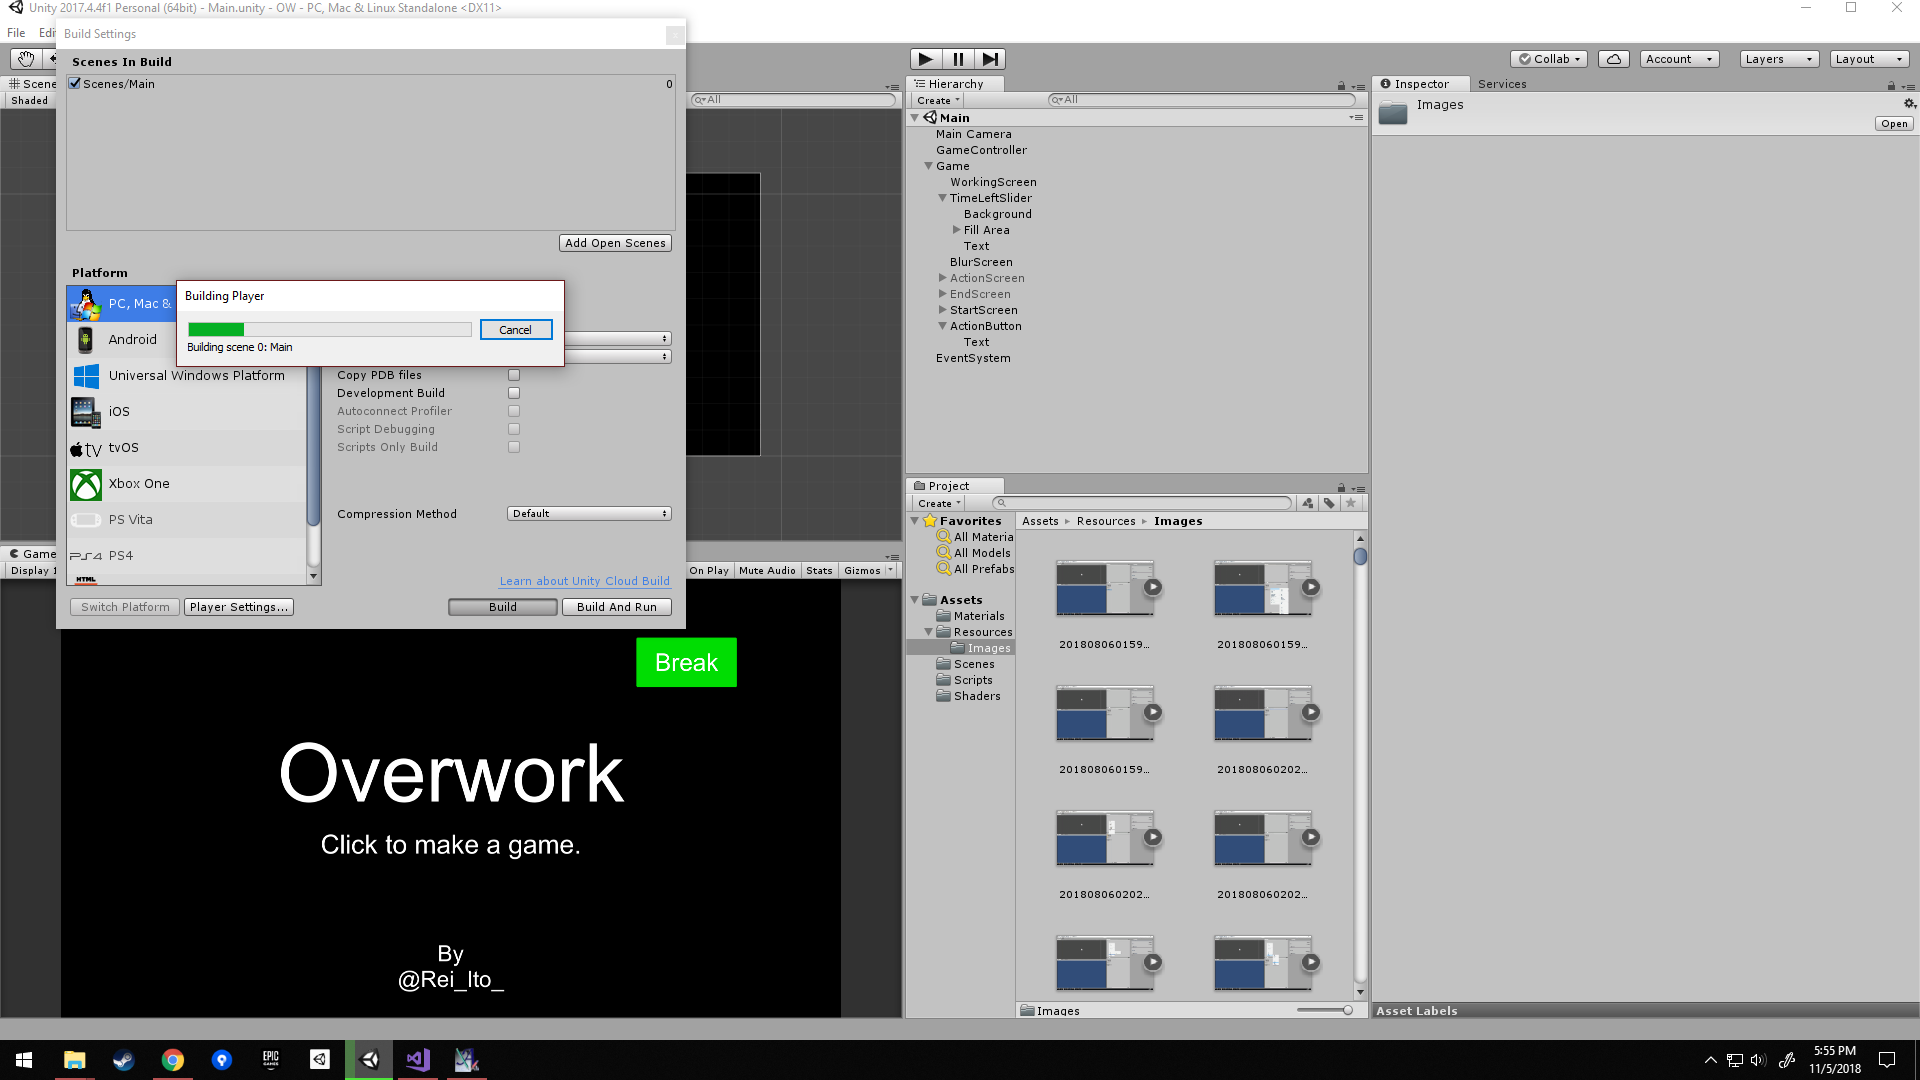 Unity 2017.4.4f1 Personal (64bit) - Main.unity - OW - PC, Mac & Linux Standalone <DX11>
File
Build Settings
Scenes In Build
Scenes/Main 0
Add Open Scenes
Platform
PC, Mac &
Android
Universal Windows Platform
iOS
tv tvOS
Xbox One
PS Vita
PS4 PS4
HTML
Building Player
Cancel
Building scene 0: Main
Copy PDB files
Development Build
Autoconnect Profiler
Script Debugging
Scripts Only Build
Compression Method Default
Learn about Unity Cloud Build
Switch Platform Player Settings... Build Build And Run
Scene
Shaded
All
Game
Display 1
On Play Mute Audio Stats Gizmos
Break
Overwork
Click to make a game.
By
@Rei_Ito_
Collab Account Layers Layout
Hierarchy
Create All
Main
Main Camera
GameController
Game
WorkingScreen
TimeLeftSlider
Background
Fill Area
Text
BlurScreen
ActionScreen
EndScreen
StartScreen
ActionButton
Text
EventSystem
Project
Create
Favorites
All Materia
All Models
All Prefabs
Assets
Materials
Resources
Images
Scenes
Scripts
Shaders
Assets Resources Images
201808060159... 201808060159...
201808060159... 201808060202...
201808060202... 201808060202...
Images
Inspector Services
Images
Open
Asset Labels
EPIC
GAMES
5:55 PM
11/5/2018